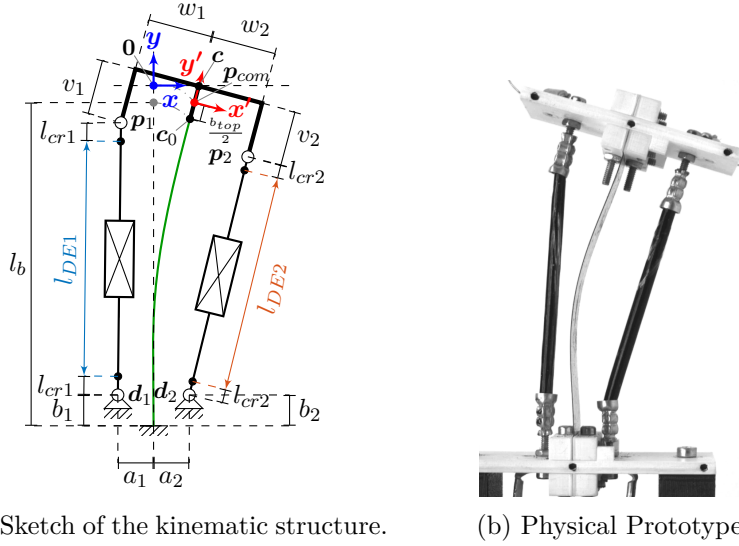 w₁
w₂
0
y
y′
c
p_com
v₁
x
x′
p₁
l_cr1
c₀
b_top/2
p₂
v₂
l_cr2
l_b
l_DE1
l_DE2
l_cr1
d₁
d₂
l_cr2
b₁
b₂
a₁
a₂
Sketch of the kinematic structure.
(b) Physical Prototype